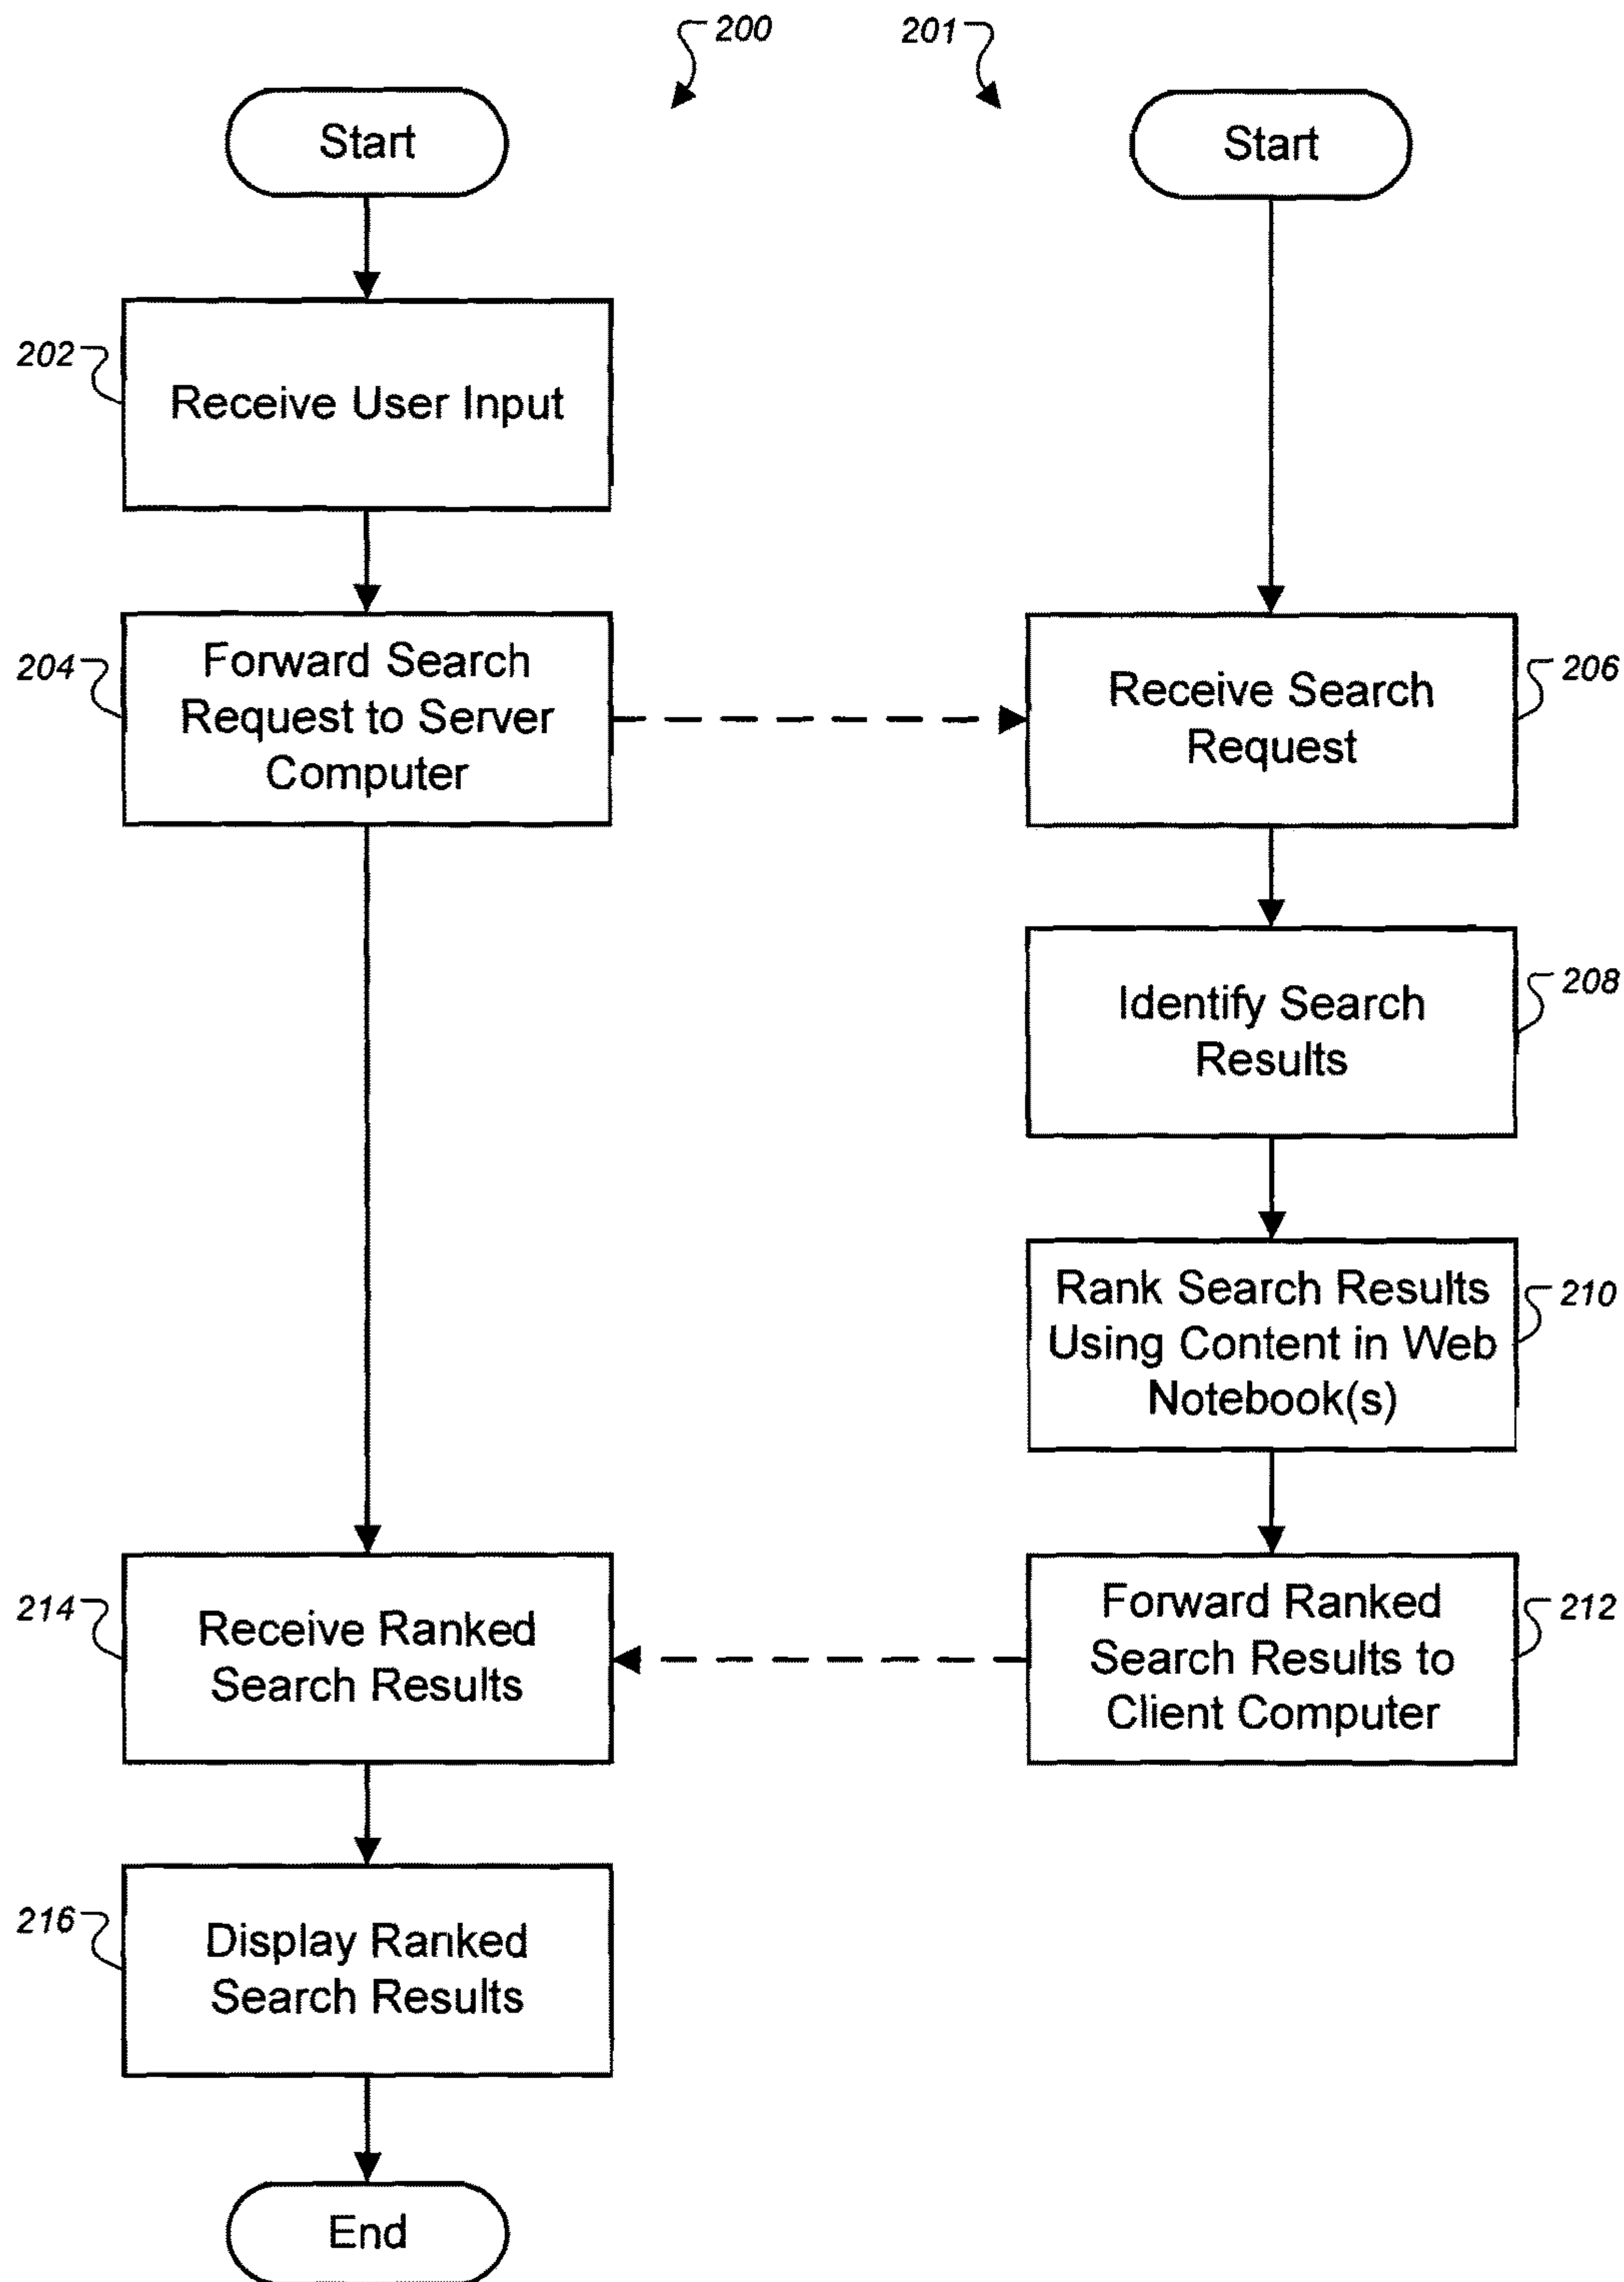 200
201
Start
Start
202
Receive User Input
204
Forward Search
Request to Server
Computer
Receive Search
Request
206
Identify Search
Results
208
Rank Search Results
Using Content in Web
Notebook(s)
210
214
Receive Ranked
Search Results
Forward Ranked
Search Results to
Client Computer
212
216
Display Ranked
Search Results
End